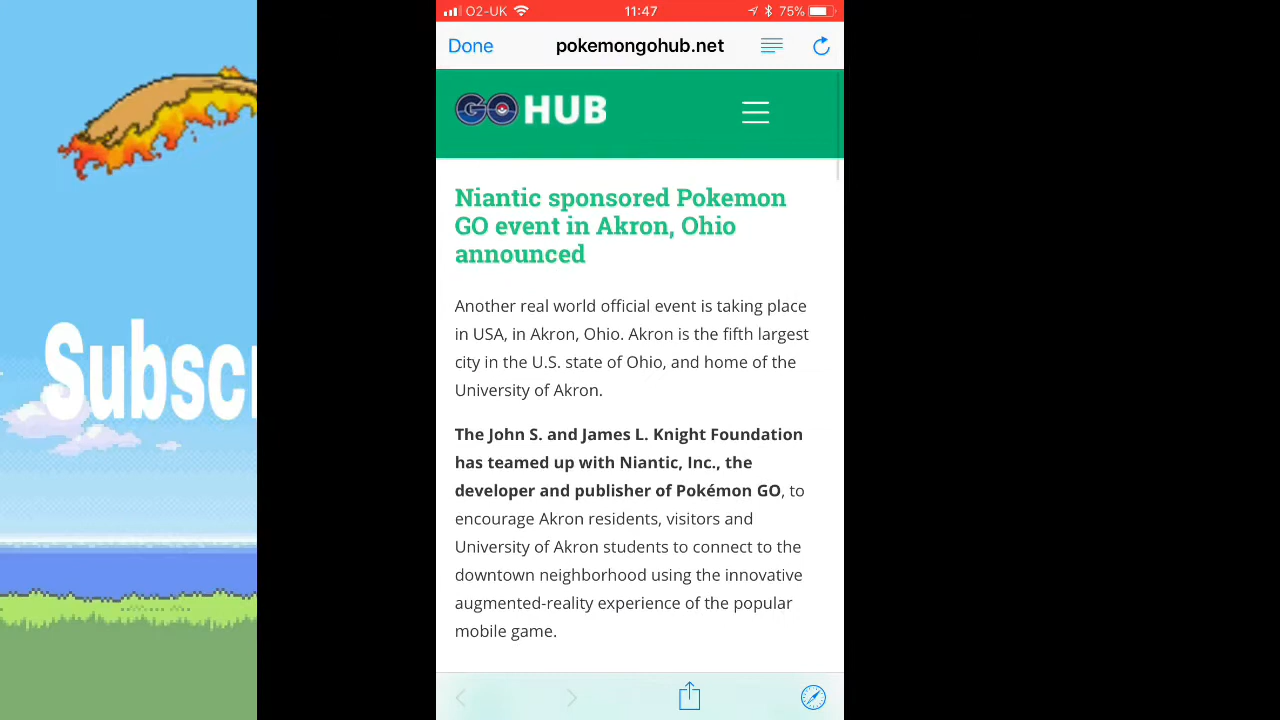 O2-UK 11:47 75%
Done pokemongohub.net
GO HUB
Niantic sponsored Pokemon
GO event in Akron, Ohio
announced
Another real world official event is taking place
in USA, in Akron, Ohio. Akron is the fifth largest
city in the U.S. state of Ohio, and home of the
University of Akron.
The John S. and James L. Knight Foundation
has teamed up with Niantic, Inc., the
developer and publisher of Pokémon GO, to
encourage Akron residents, visitors and
University of Akron students to connect to the
downtown neighborhood using the innovative
augmented-reality experience of the popular
mobile game.
Subsc